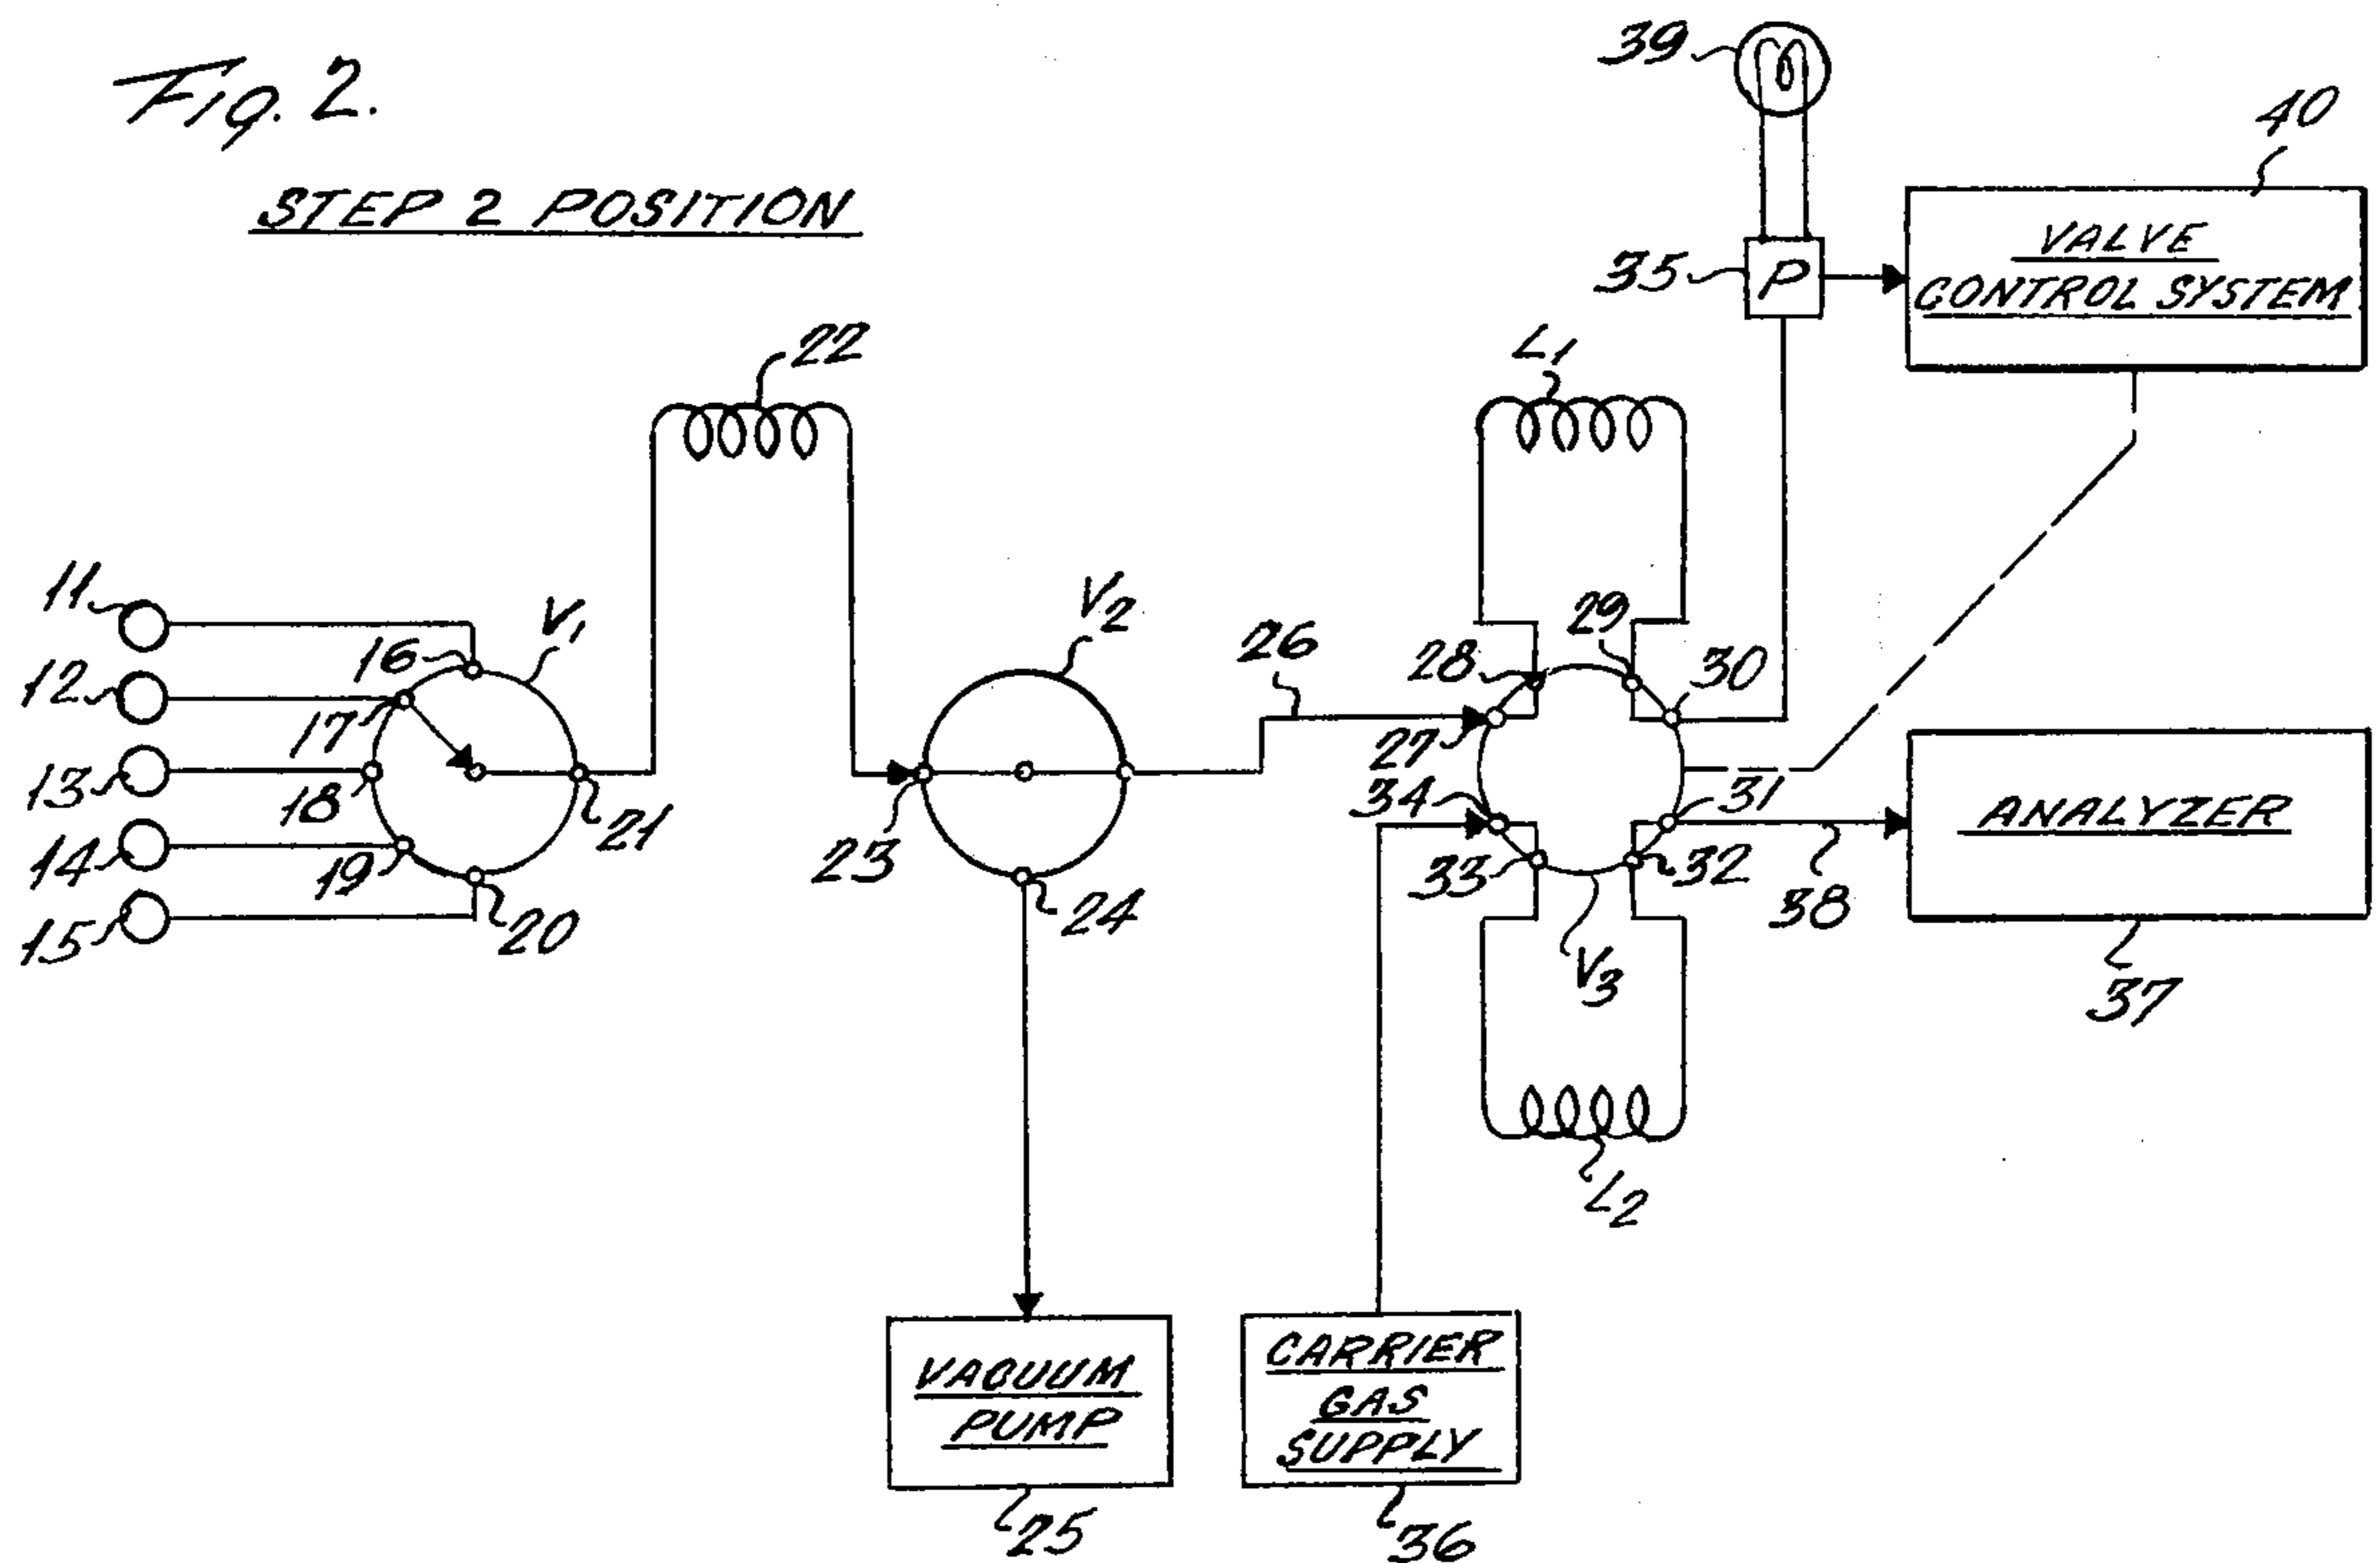 Fig. 2.
STEP 2 POSITION
39
40
35
P
VALVE
CONTROL SYSTEM
22
L1
11
12
13
14
15
16
17
18
19
20
21
V1
V2
23
24
26
27
28
29
30
31
32
33
34
V3
38
ANALYZER
37
L2
VACUUM
PUMP
25
CARRIER
GAS
SUPPLY
36